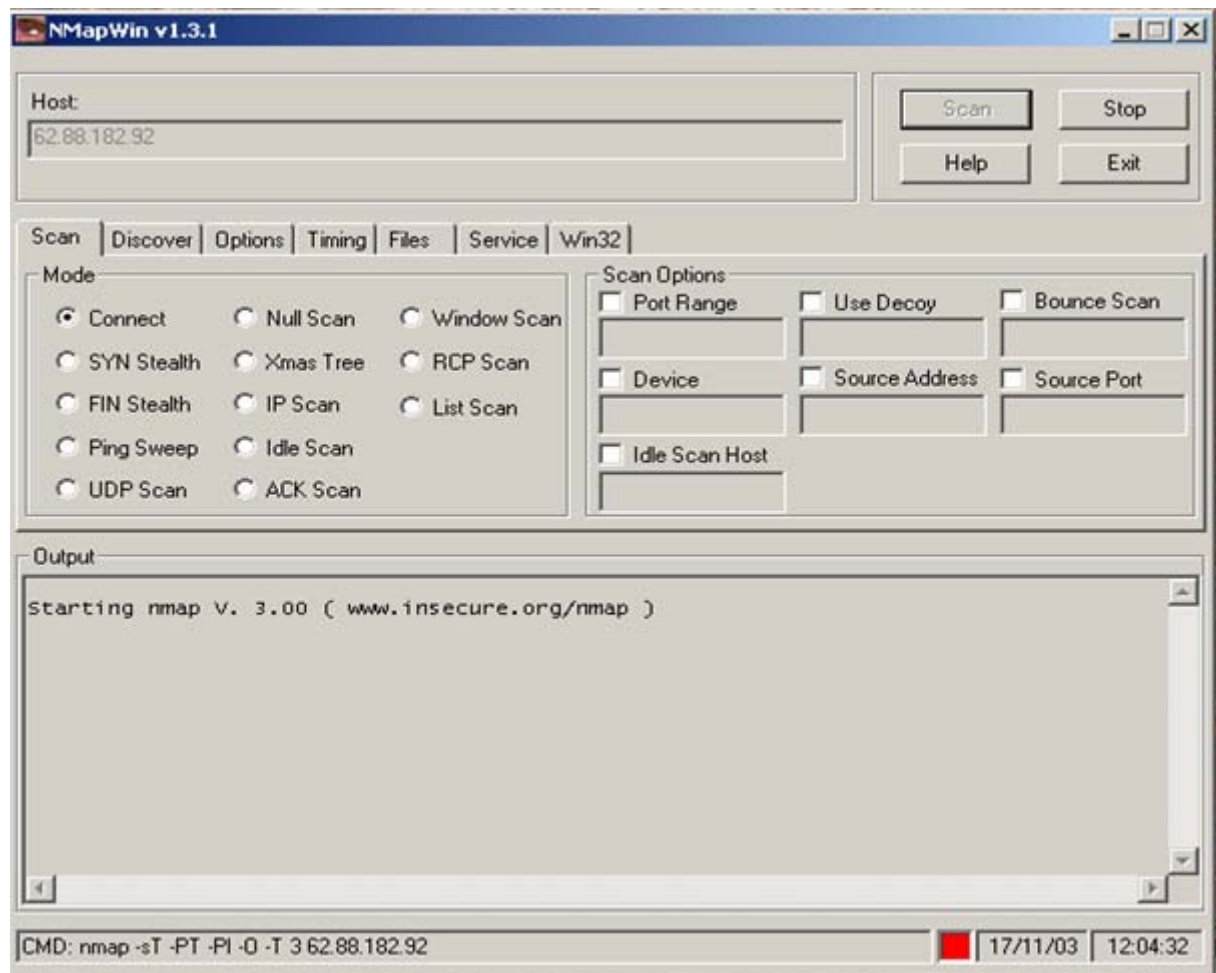 NMapWin v1.3.1
Host:
62.88.182.92
Scan Stop
Help Exit
Scan Discover Options Timing Files Service Win32
Mode
Connect Null Scan Window Scan
SYN Stealth Xmas Tree RCP Scan
FIN Stealth IP Scan List Scan
Ping Sweep Idle Scan
UDP Scan ACK Scan
Scan Options
Port Range Use Decoy Bounce Scan
Device Source Address Source Port
Idle Scan Host
Output
Starting nmap V. 3.00 ( www.insecure.org/nmap )
CMD: nmap -sT -PT -PI -O -T 3 62.88.182.92 17/11/03 12:04:32